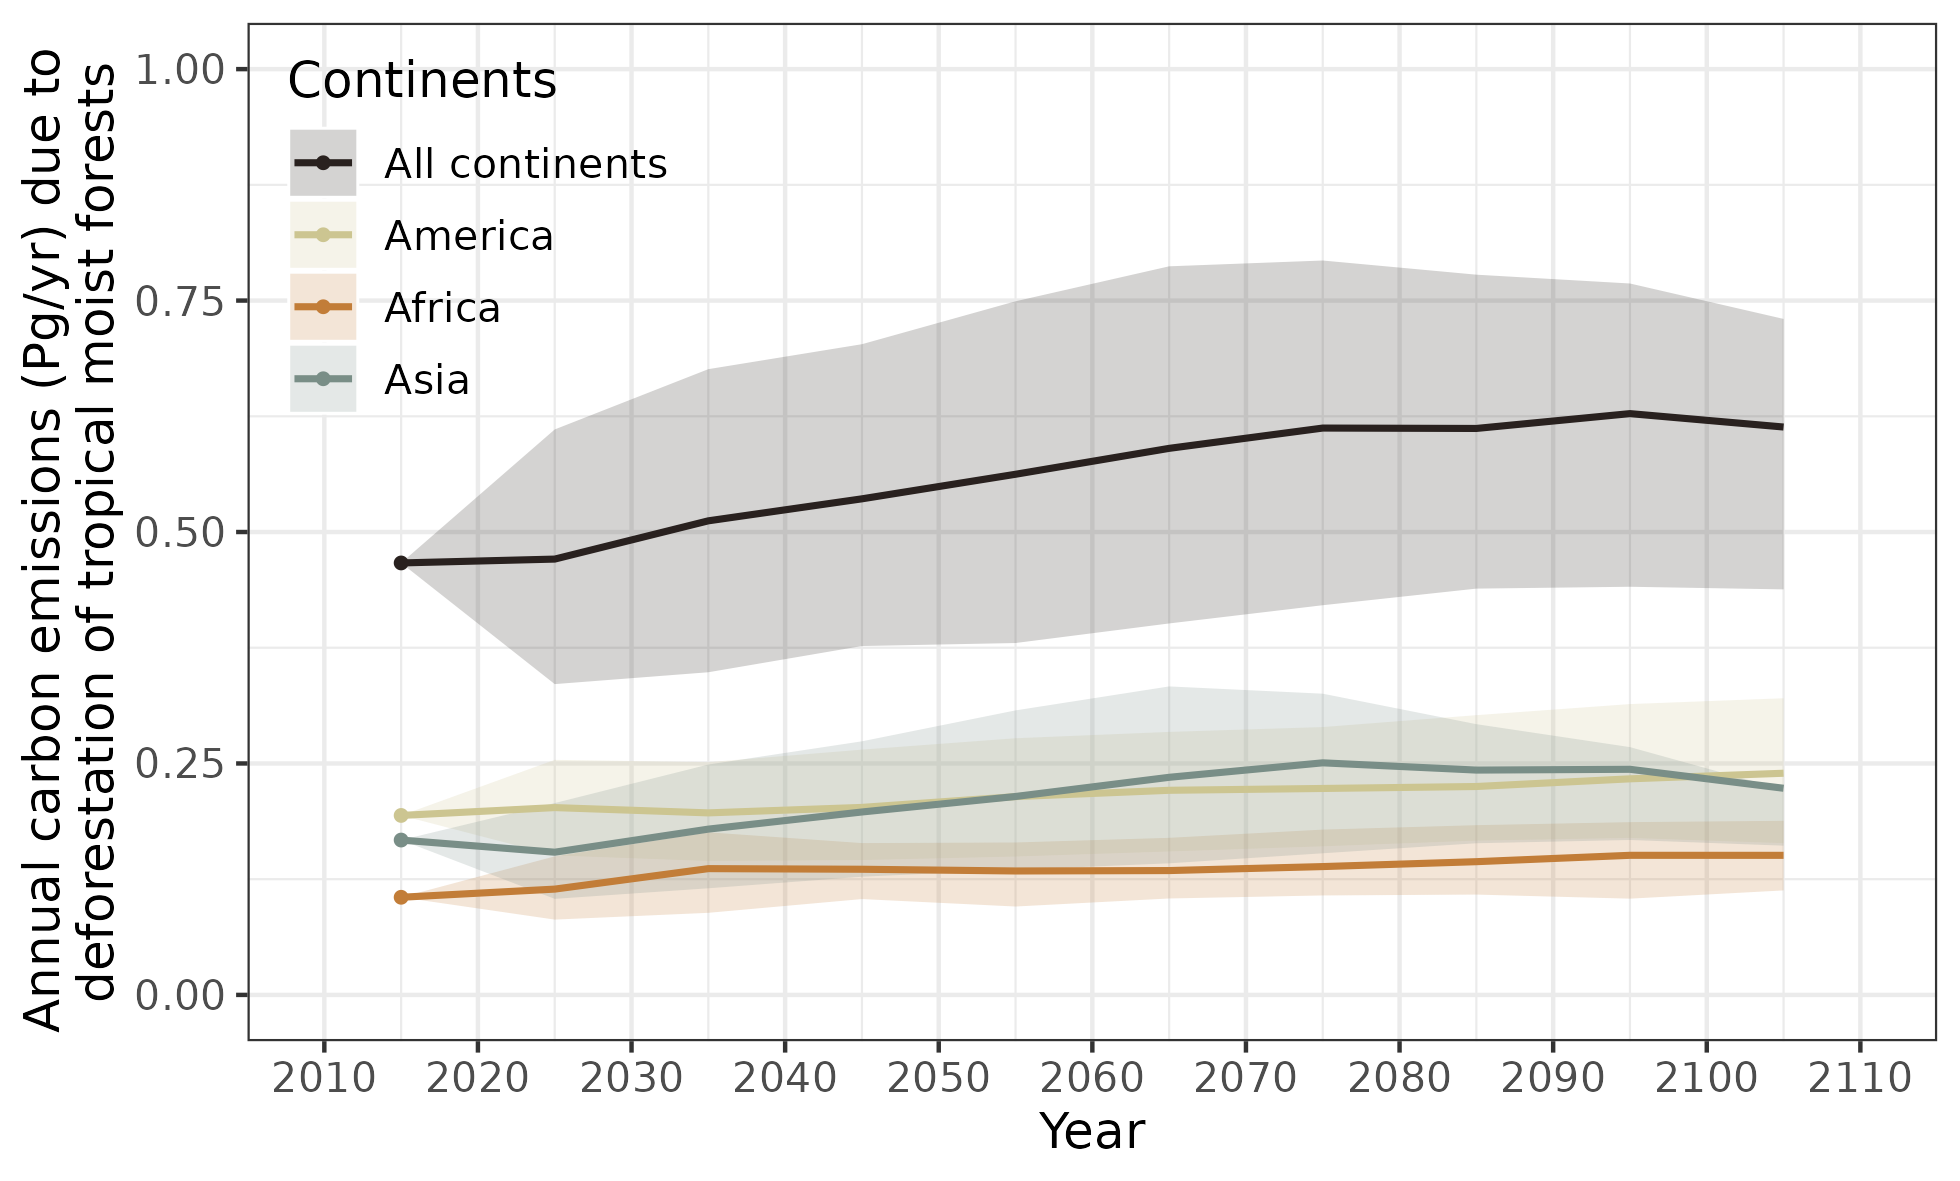 Annual carbon emissions (Pg/yr) due to
deforestation of tropical moist forests
1.00
0.75
0.50
0.25
0.00
Continents
All continents
America
Africa
Asia
2010 2020 2030 2040 2050 2060 2070 2080 2090 2100 2110
Year